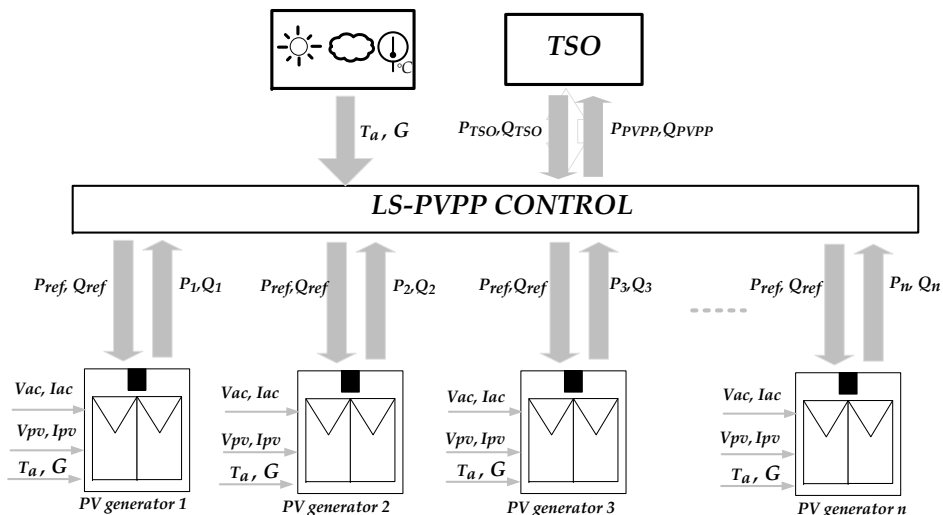 TSO
°C
Ta, G
PTSO,QTSO
PPVPP,QPVPP
LS-PVPP CONTROL
Pref, Qref
P1,Q1
Pref,Qref
P2,Q2
Pref,Qref
P3,Q3
Pref, Qref
Pn, Qn
Vac, Iac
Vpv, Ipv
Ta, G
PV generator 1
Vac, Iac
Vpv,Ipv
Ta, G
PV generator 2
Vac, Iac
Vpv,Ipv
Ta, G
PV generator 3
Vac, Iac
Vpv, Ipv
Ta, G
PV generator n